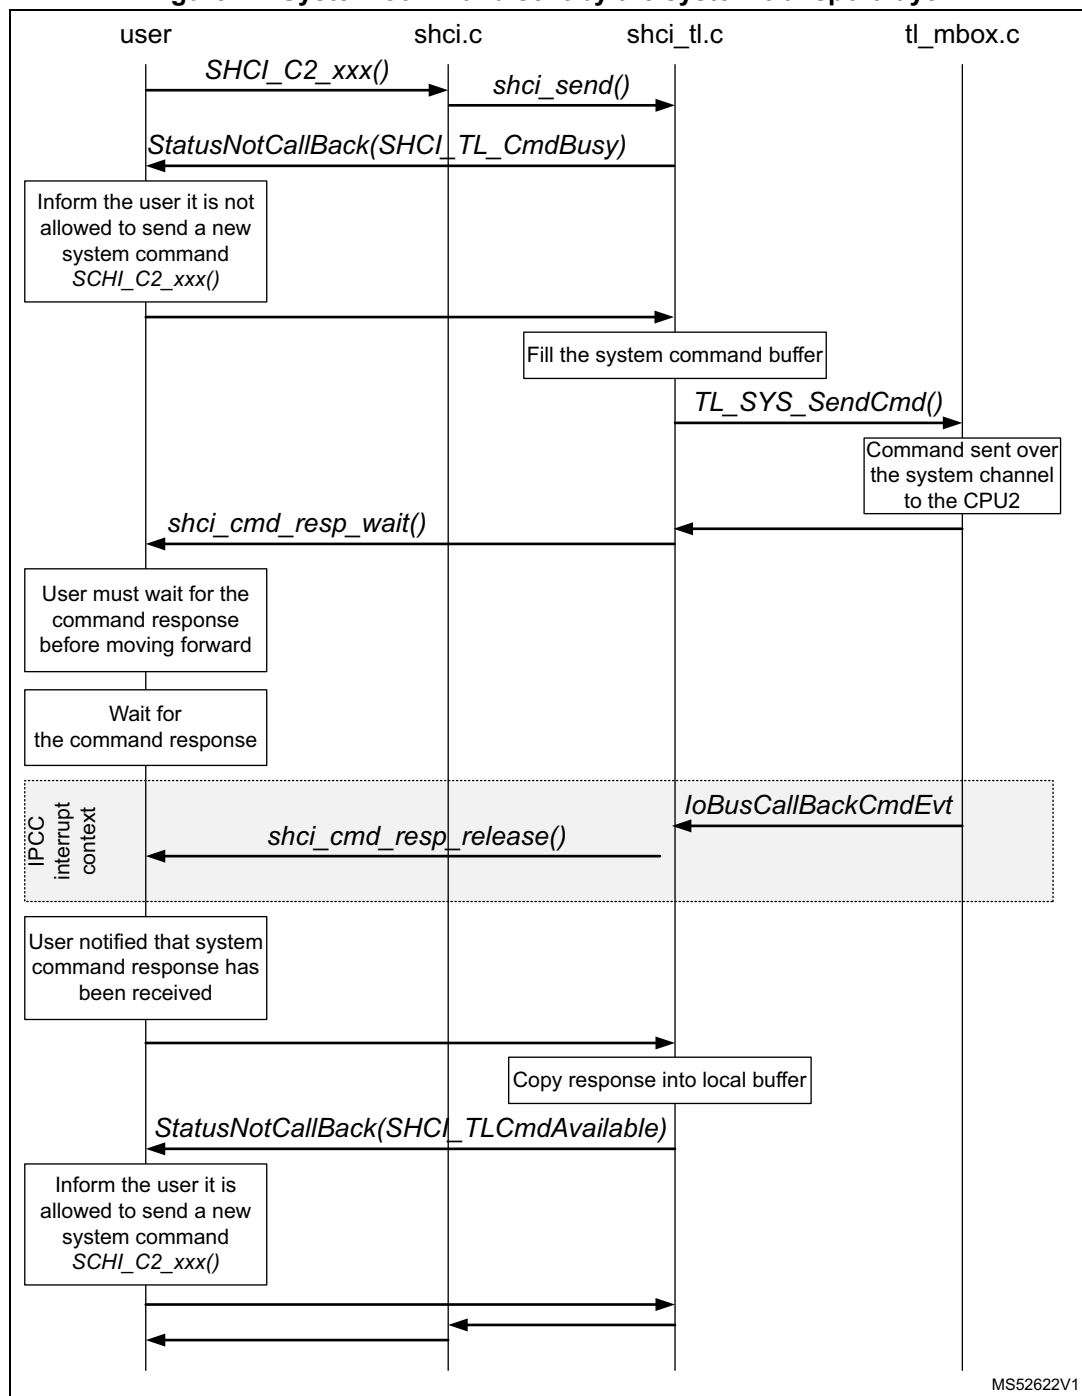 user
shci.c
shci_tl.c
tl_mbox.c
SHCI_C2_xxx()
shci_send()
StatusNotCallBack(SHCI_TL_CmdBusy)
Inform the user it is not
allowed to send a new
system command
SCHI_C2_xxx()
Fill the system command buffer
TL_SYS_SendCmd()
Command sent over
the system channel
to the CPU2
shci_cmd_resp_wait()
User must wait for the
command response
before moving forward
Wait for
the command response
IPCC
interrupt
context
IoBusCallBackCmdEvt
shci_cmd_resp_release()
User notified that system
command response has
been received
Copy response into local buffer
StatusNotCallBack(SHCI_TLCmdAvailable)
Inform the user it is
allowed to send a new
system command
SCHI_C2_xxx()
MS52622V1